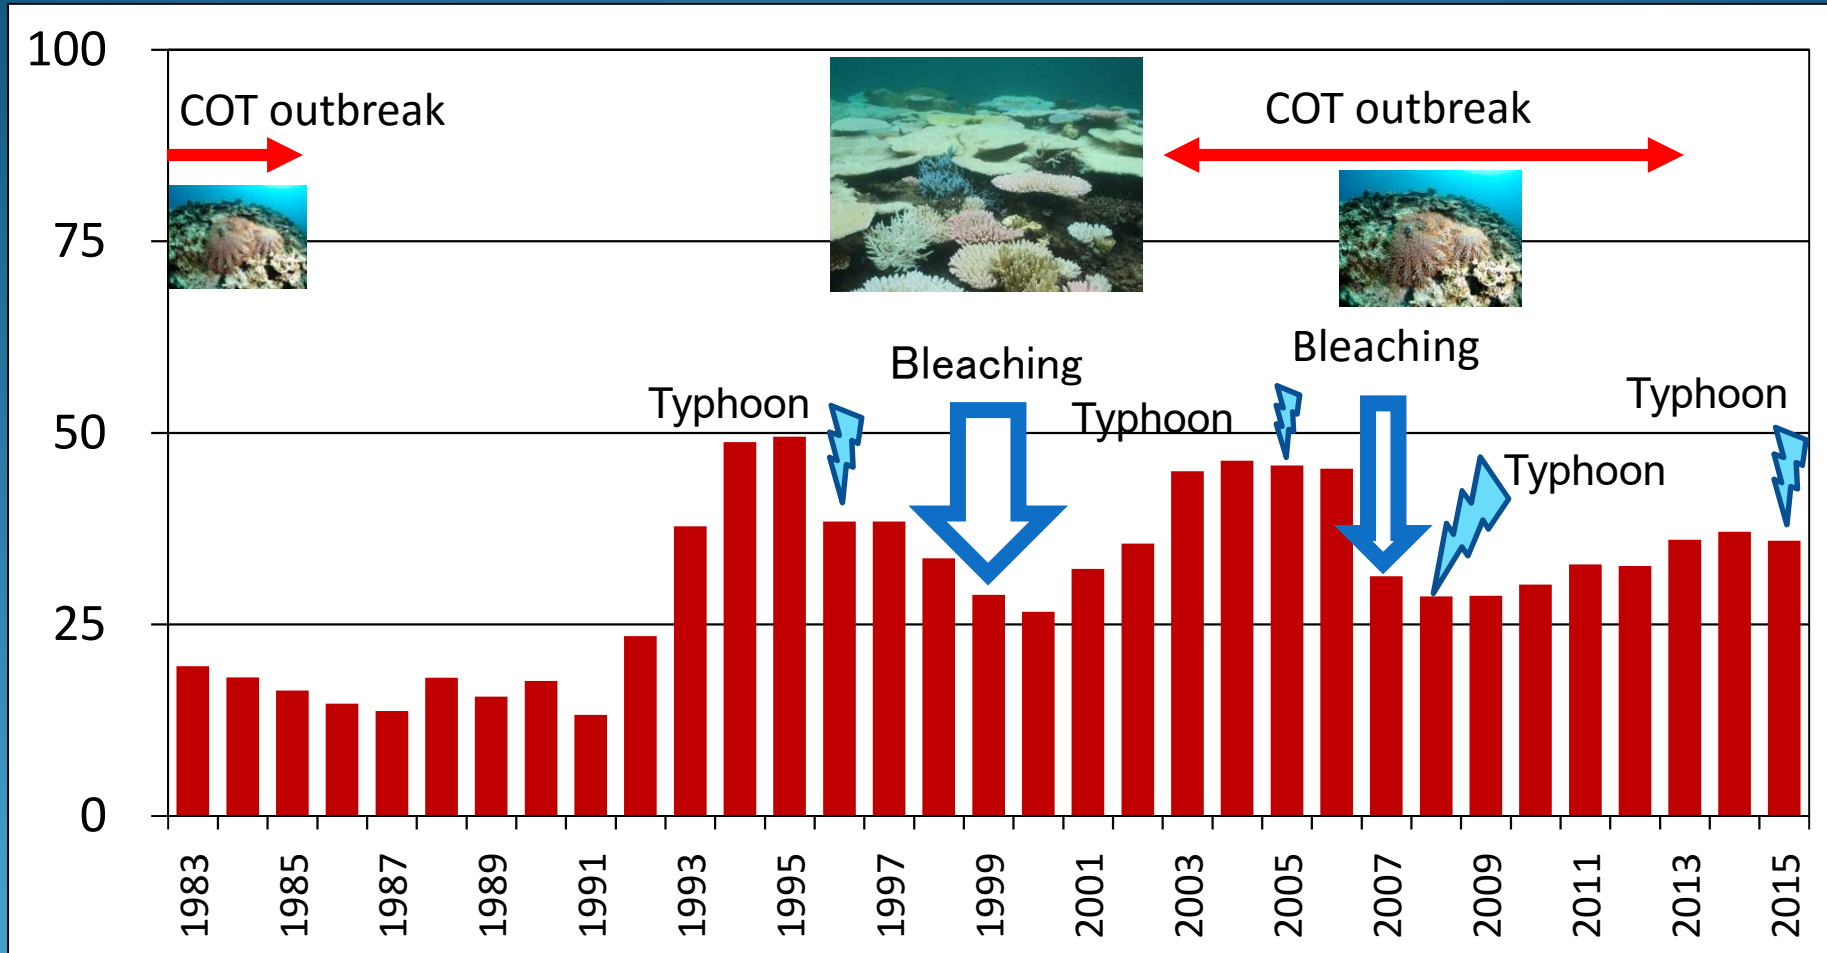 100
COT outbreak
COT outbreak
75
Bleaching
Bleaching
Typhoon
Typhoon
Typhoon
50
Typhoon
25
0
1983
1985
1987
1989
1991
1993
1995
1997
1999
2001
2003
2005
2007
2009
2011
2013
2015